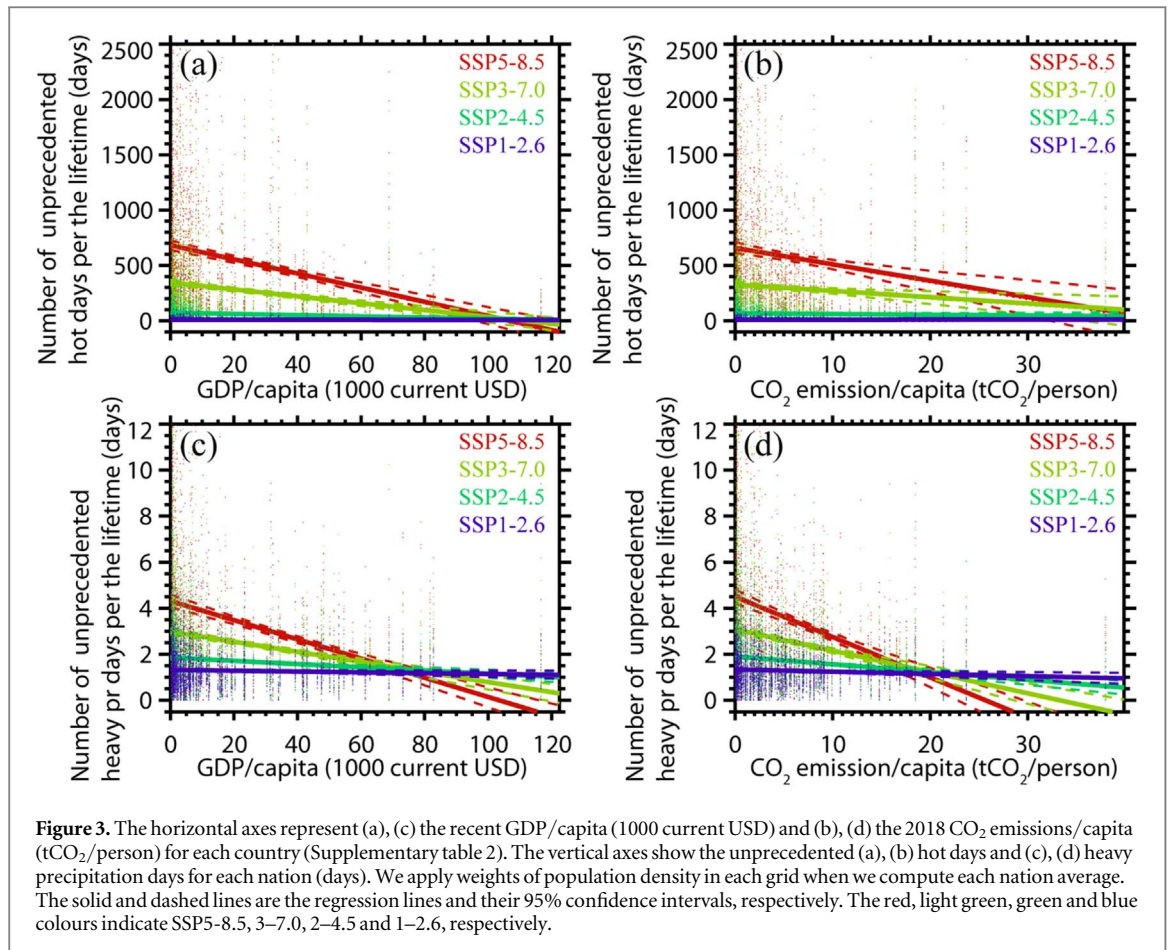 (a)
SSP5-8.5
SSP3-7.0
SSP2-4.5
SSP1-2.6
Number of unprecedented
hot days per the lifetime (days)
2500
2000
1500
1000
500
0
0 20 40 60 80 100 120
GDP/capita (1000 current USD)
(b)
SSP5-8.5
SSP3-7.0
SSP2-4.5
SSP1-2.6
Number of unprecedented
hot days per the lifetime (days)
2500
2000
1500
1000
500
0
0 10 20 30
CO₂ emission/capita (tCO₂/person)
(c)
SSP5-8.5
SSP3-7.0
SSP2-4.5
SSP1-2.6
Number of unprecedented
heavy pr days per the lifetime (days)
12
10
8
6
4
2
0
0 20 40 60 80 100 120
GDP/capita (1000 current USD)
(d)
SSP5-8.5
SSP3-7.0
SSP2-4.5
SSP1-2.6
Number of unprecedented
heavy pr days per the lifetime (days)
12
10
8
6
4
2
0
0 10 20 30
CO₂ emission/capita (tCO₂/person)
Figure 3. The horizontal axes represent (a), (c) the recent GDP/capita (1000 current USD) and (b), (d) the 2018 CO₂ emissions/capita
(tCO₂/person) for each country (Supplementary table 2). The vertical axes show the unprecedented (a), (b) hot days and (c), (d) heavy
precipitation days for each nation (days). We apply weights of population density in each grid when we compute each nation average.
The solid and dashed lines are the regression lines and their 95% confidence intervals, respectively. The red, light green, green and blue
colours indicate SSP5-8.5, 3–7.0, 2–4.5 and 1–2.6, respectively.